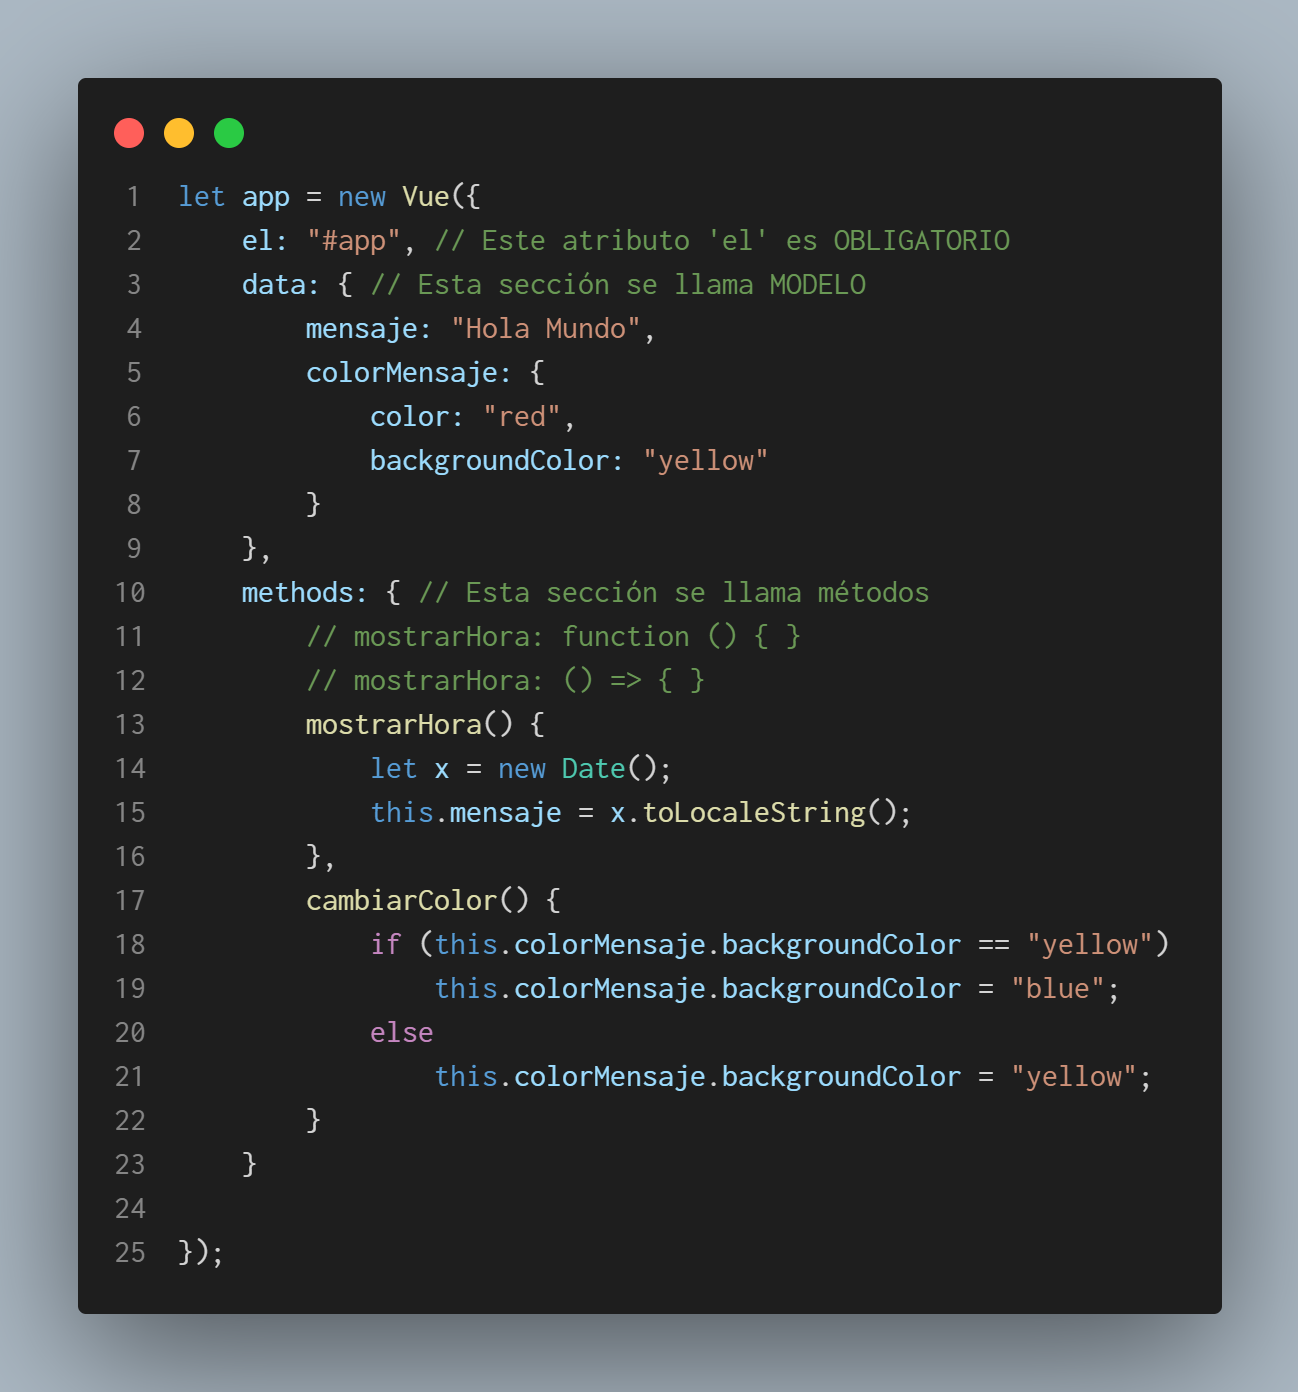 1 let app = new Vue({
2     el: "#app", // Este atributo 'el' es OBLIGATORIO
3     data: { // Esta sección se llama MODELO
4         mensaje: "Hola Mundo",
5         colorMensaje: {
6             color: "red",
7             backgroundColor: "yellow"
8         }
9     },
10     methods: { // Esta sección se llama métodos
11         // mostrarHora: function () { }
12         // mostrarHora: () => { }
13         mostrarHora() {
14             let x = new Date();
15             this.mensaje = x.toLocaleString();
16         },
17         cambiarColor() {
18             if (this.colorMensaje.backgroundColor == "yellow")
19                 this.colorMensaje.backgroundColor = "blue";
20             else
21                 this.colorMensaje.backgroundColor = "yellow";
22         }
23     }
24
25 });